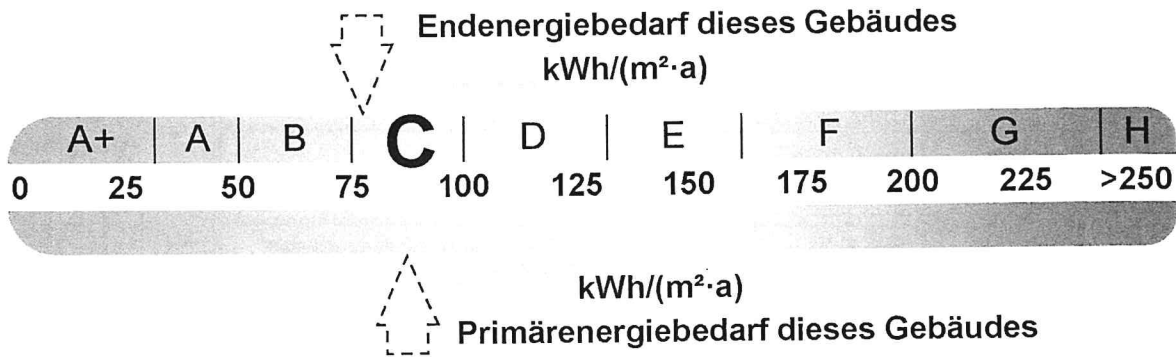 Endenergiebedarf dieses Gebäudes
kWh/(m²·a)
A+ A B C D E F G H
0 25 50 75 100 125 150 175 200 225 >250
kWh/(m²·a)
Primärenergiebedarf dieses Gebäudes